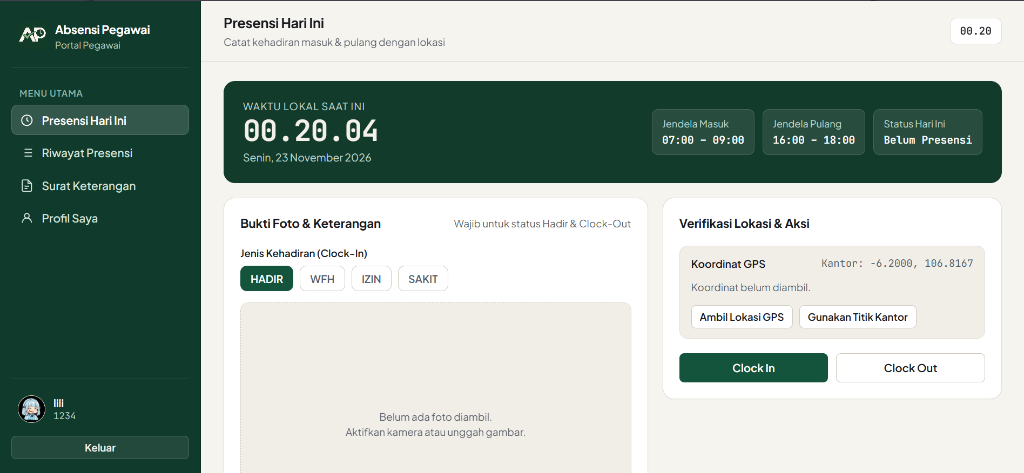 AP
Absensi Pegawai
Portal Pegawai
MENU UTAMA
Presensi Hari Ini
Riwayat Presensi
Surat Keterangan
Profil Saya
lili
1234
Keluar
Presensi Hari Ini
Catat kehadiran masuk & pulang dengan lokasi
00.20
WAKTU LOKAL SAAT INI
00.20.04
Senin, 23 November 2026
Jendela Masuk
07:00 – 09:00
Jendela Pulang
16:00 – 18:00
Status Hari Ini
Belum Presensi
Bukti Foto & Keterangan
Wajib untuk status Hadir & Clock-Out
Jenis Kehadiran (Clock-In)
HADIR
WFH
IZIN
SAKIT
Belum ada foto diambil.
Aktifkan kamera atau unggah gambar.
Verifikasi Lokasi & Aksi
Koordinat GPS
Kantor: -6.2000, 106.8167
Koordinat belum diambil.
Ambil Lokasi GPS
Gunakan Titik Kantor
Clock In
Clock Out